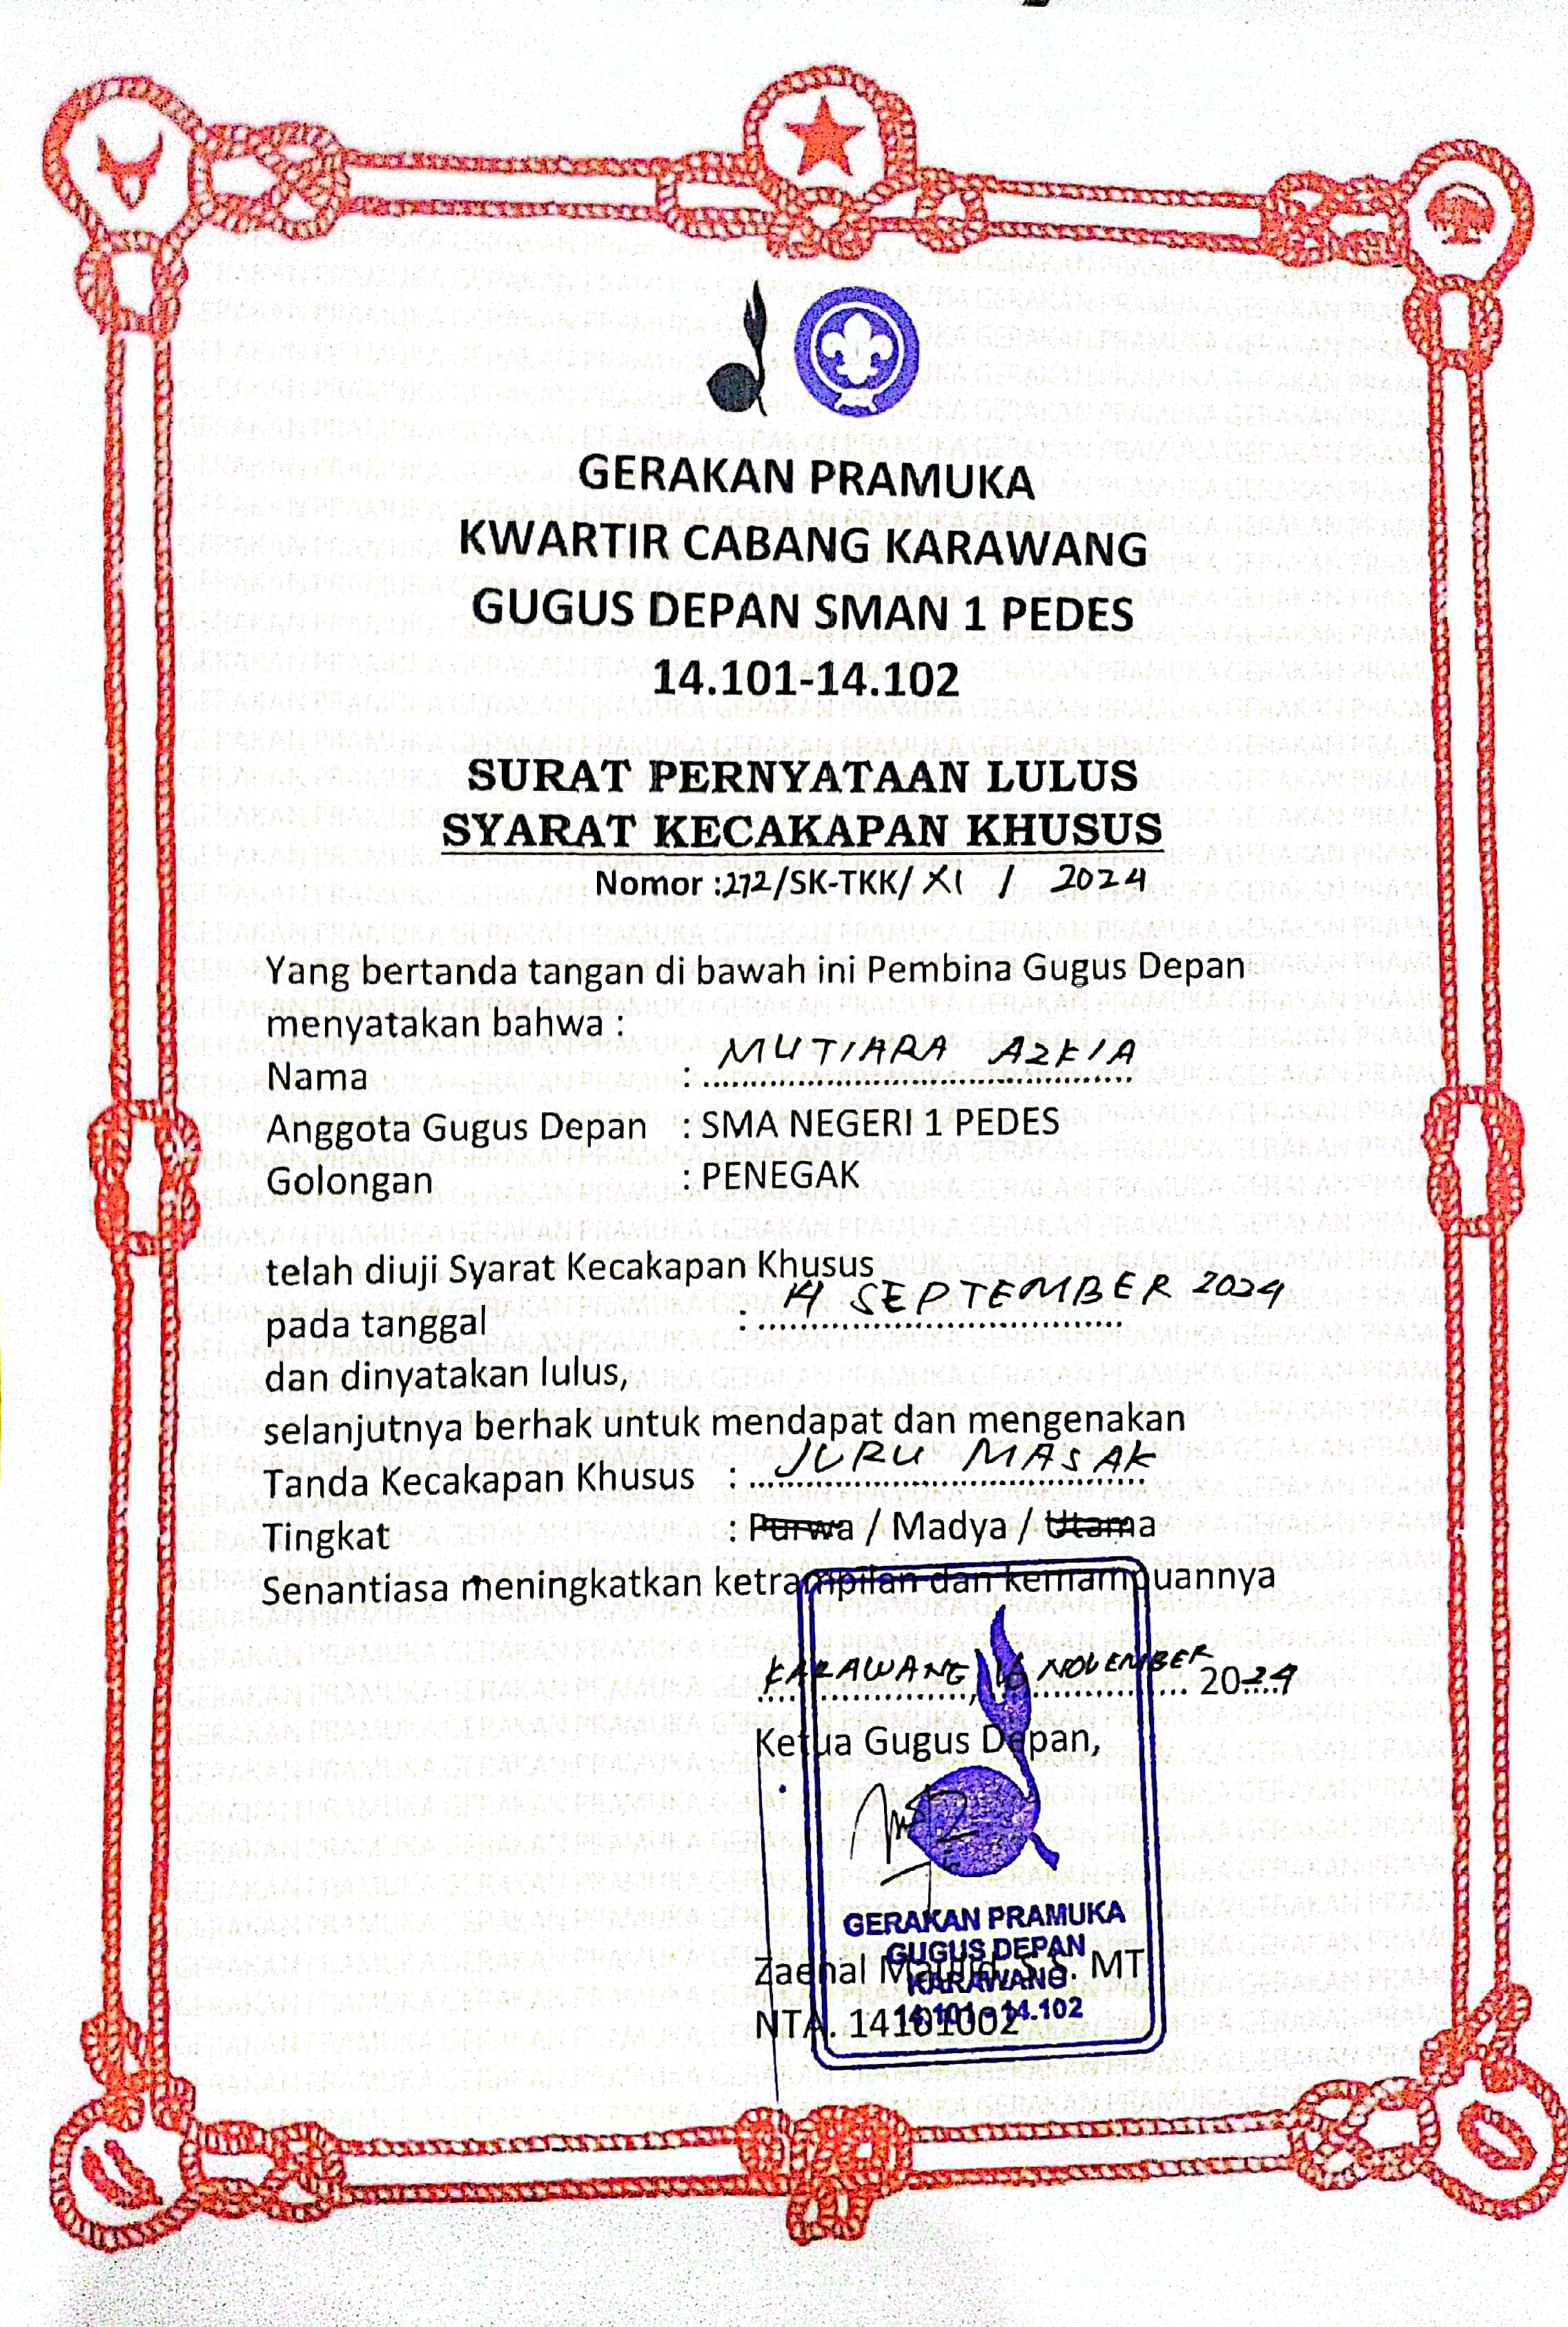 GERAKAN PRAMUKA
KWARTIR CABANG KARAWANG
GUGUS DEPAN SMAN 1 PEDES
14.101-14.102
SURAT PERNYATAAN LULUS
SYARAT KECAKAPAN KHUSUS
Nomor :272/SK-TKK/ XI / 2024
Yang bertanda tangan di bawah ini Pembina Gugus Depan
menyatakan bahwa :
Nama : MUTIARA AZKIA
Anggota Gugus Depan : SMA NEGERI 1 PEDES
Golongan : PENEGAK
telah diuji Syarat Kecakapan Khusus
pada tanggal : 14 SEPTEMBER 2024
dan dinyatakan lulus,
selanjutnya berhak untuk mendapat dan mengenakan
Tanda Kecakapan Khusus : JURU MASAK
Tingkat : Purwa / Madya / Utama
Senantiasa meningkatkan ketrampilan dan kemampuannya
KARAWANG, 16 NOVEMBER 2024
Ketua Gugus Depan,
GERAKAN PRAMUKA
GUGUS DEPAN
KARAWANG
14.101 - 14.102
Zaenal S.S. MT
NTA. 14101002